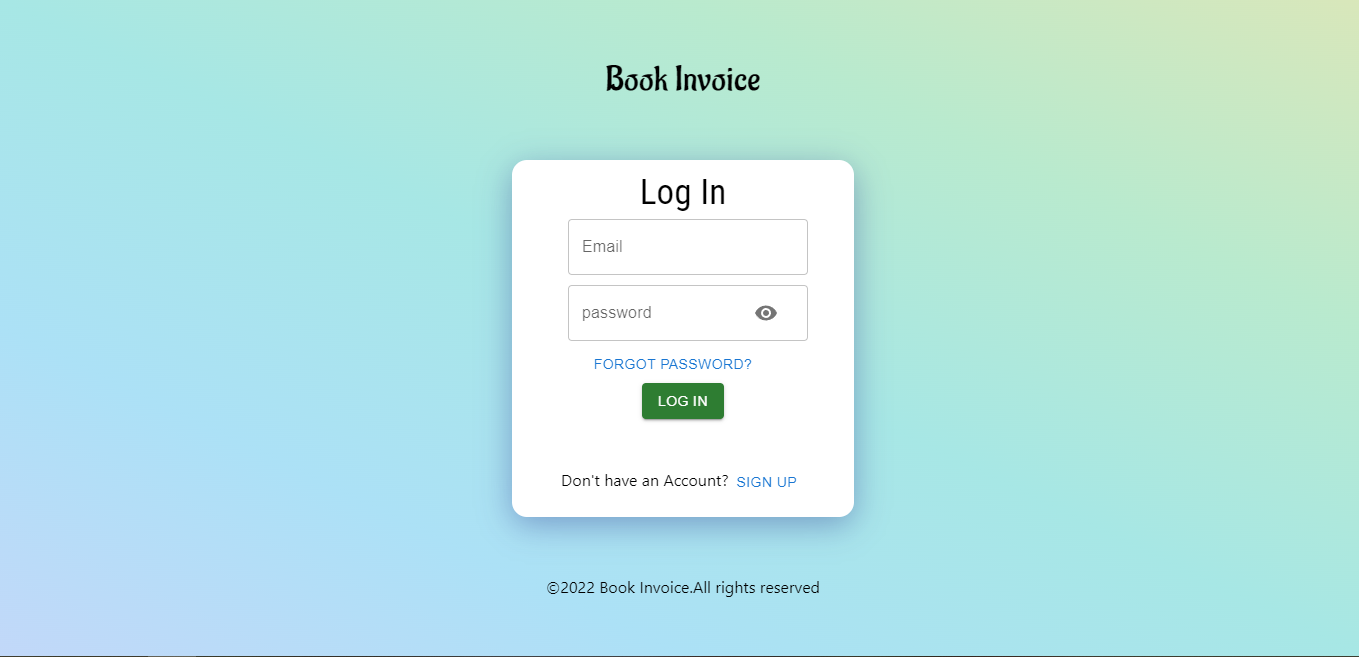 Book Invoice
Log In
Email
password
FORGOT PASSWORD?
LOG IN
Don't have an Account? SIGN UP
©2022 Book Invoice.All rights reserved